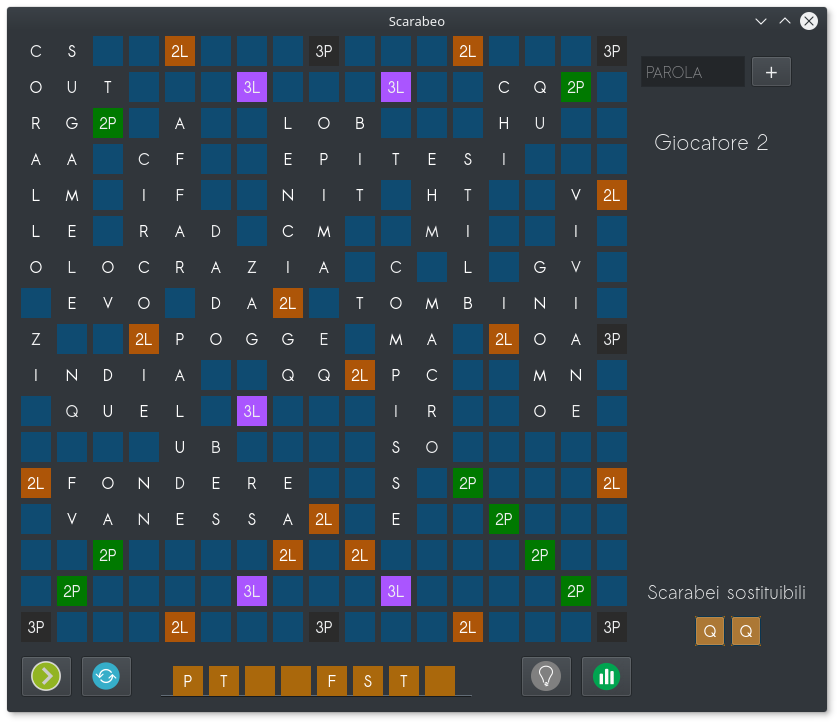 Scarabeo
C S 2L 3P 2L 3P
O U T 3L 3L C Q 2P
R G 2P A L O B H U
A A C F E P I T E S I
L M I F N I T H T V 2L
L E R A D C M M I I
O L O C R A Z I A C L G V
E V O D A 2L T O M B I N I
Z 2L P O G G E M A 2L O A 3P
I N D I A Q Q 2L P C M N
Q U E L 3L I R O E
U B S O
2L F O N D E R E S 2P 2L
V A N E S S A 2L E 2P
2P 2L 2L 2P
2P 3L 3L 2P
3P 2L 3P 2L 3P
PAROLA +
Giocatore 2
Scarabei sostituibili
Q Q
P T F S T